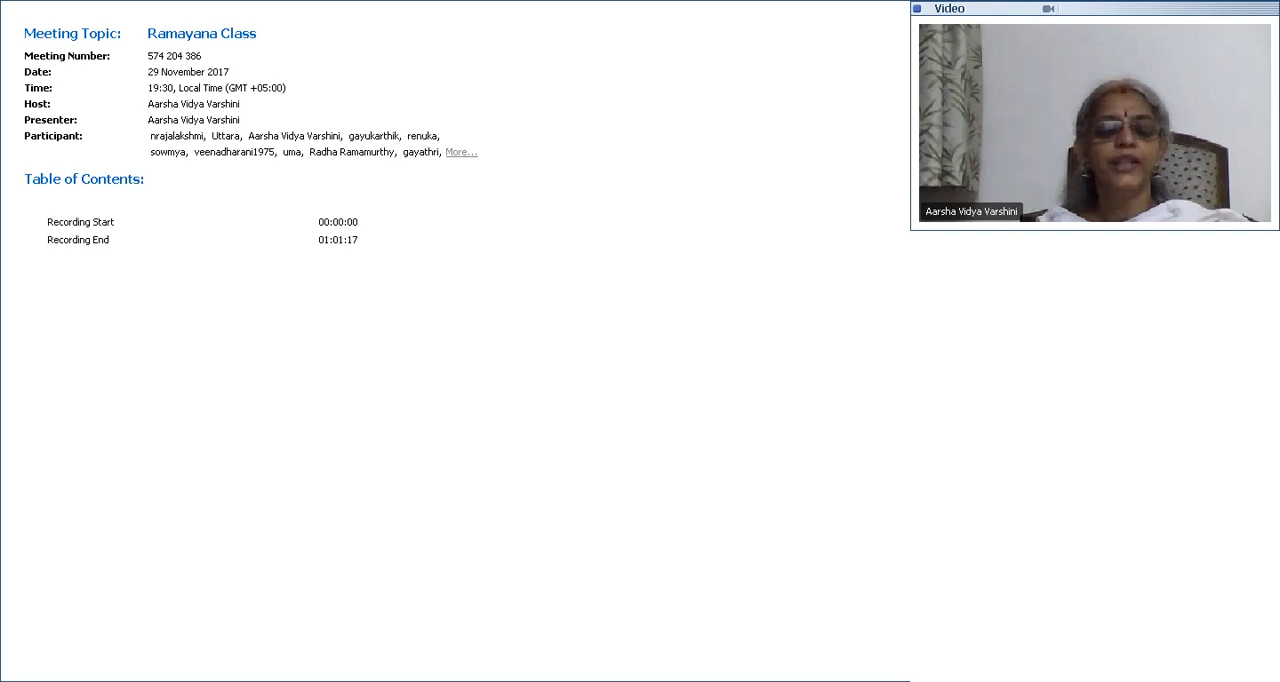 Meeting Topic: Ramayana Class
Meeting Number: 574 204 386
Date: 29 November 2017
Time: 19:30, Local Time (GMT +05:00)
Host: Aarsha Vidya Varshini
Presenter: Aarsha Vidya Varshini
Participant: nrajalakshmi, Uttara, Aarsha Vidya Varshini, gayukarthik, renuka,
sowmya, veenadharani1975, uma, Radha Ramamurthy, gayathri, More...
Table of Contents:
Recording Start 00:00:00
Recording End 01:01:17
Video
Aarsha Vidya Varshini